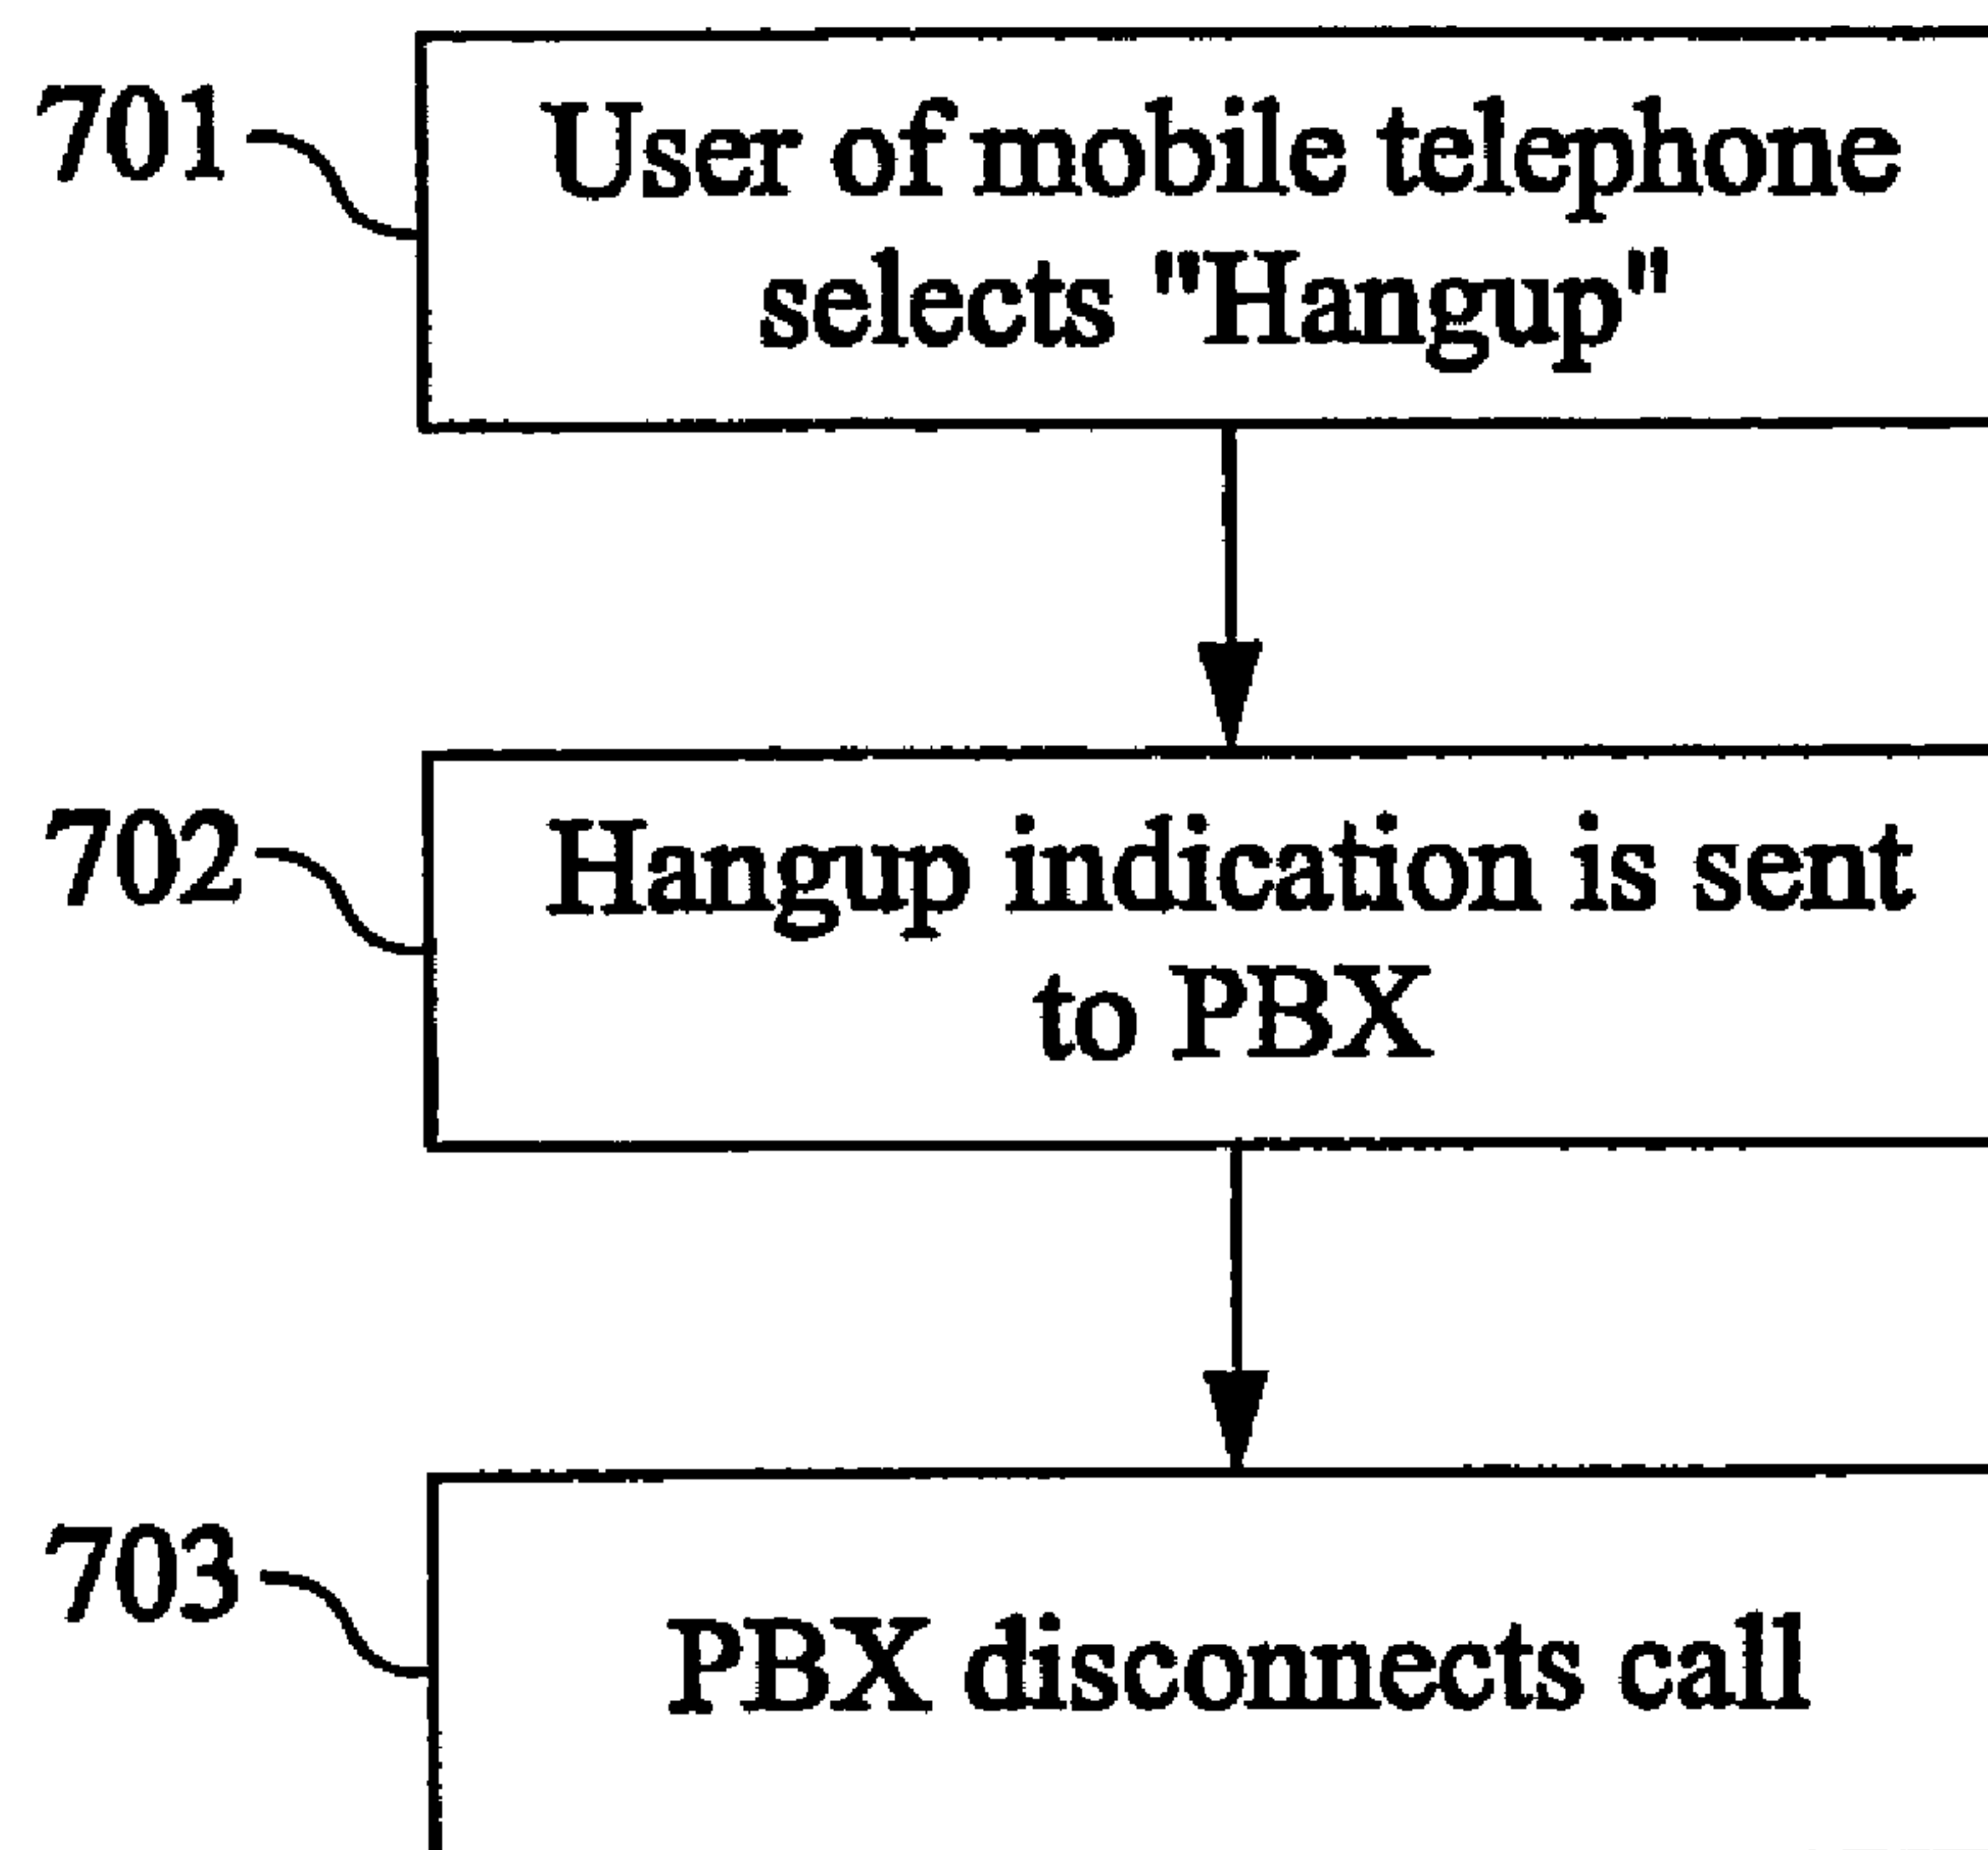 701
User of mobile telephone
selects "Hangup"
702
Hangup indication is sent
to PBX
703
PBX disconnects call